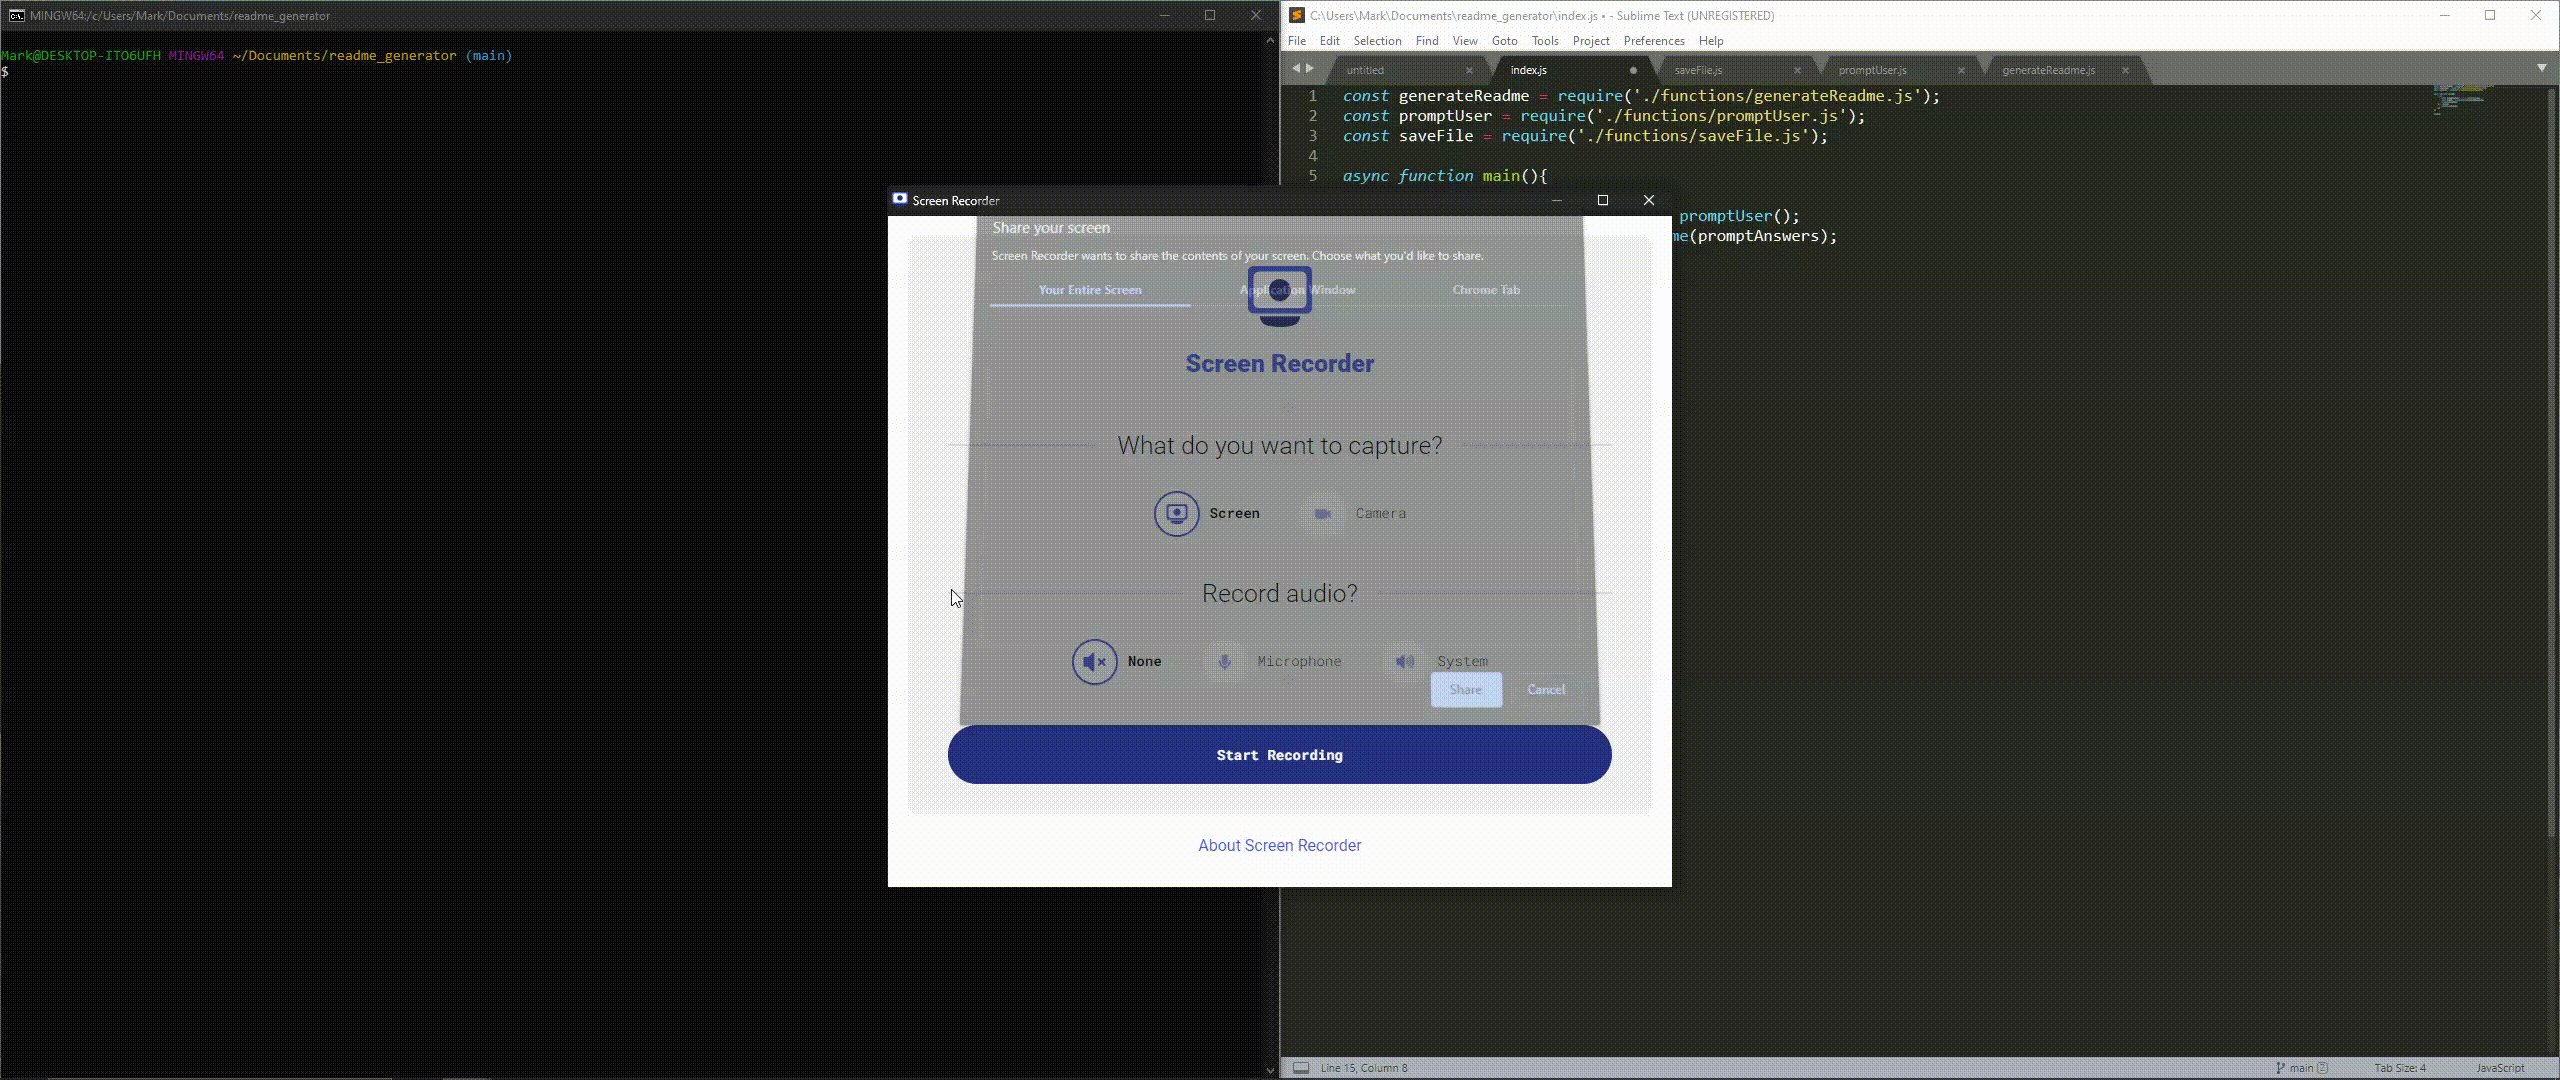 MINGW64:/c/Users/Mark/Documents/readme_generator
Mark@DESKTOP-ITO6UFH MINGW64 ~/Documents/readme_generator (main)
$
C:\Users\Mark\Documents\readme_generator\index.js • - Sublime Text (UNREGISTERED)
File Edit Selection Find View Goto Tools Project Preferences Help
untitled index.js saveFile.js promptUser.js generateReadme.js
1 const generateReadme = require('./functions/generateReadme.js');
2 const promptUser = require('./functions/promptUser.js');
3 const saveFile = require('./functions/saveFile.js');
4
5 async function main(){
promptUser();
me(promptAnswers);
Screen Recorder
Share your screen
Screen Recorder wants to share the contents of your screen. Choose what you'd like to share.
Your Entire Screen Application Window Chrome Tab
Screen Recorder
What do you want to capture?
Screen Camera
Record audio?
None Microphone System
Share Cancel
Start Recording
About Screen Recorder
Line 15, Column 8 main 2 Tab Size: 4 JavaScript